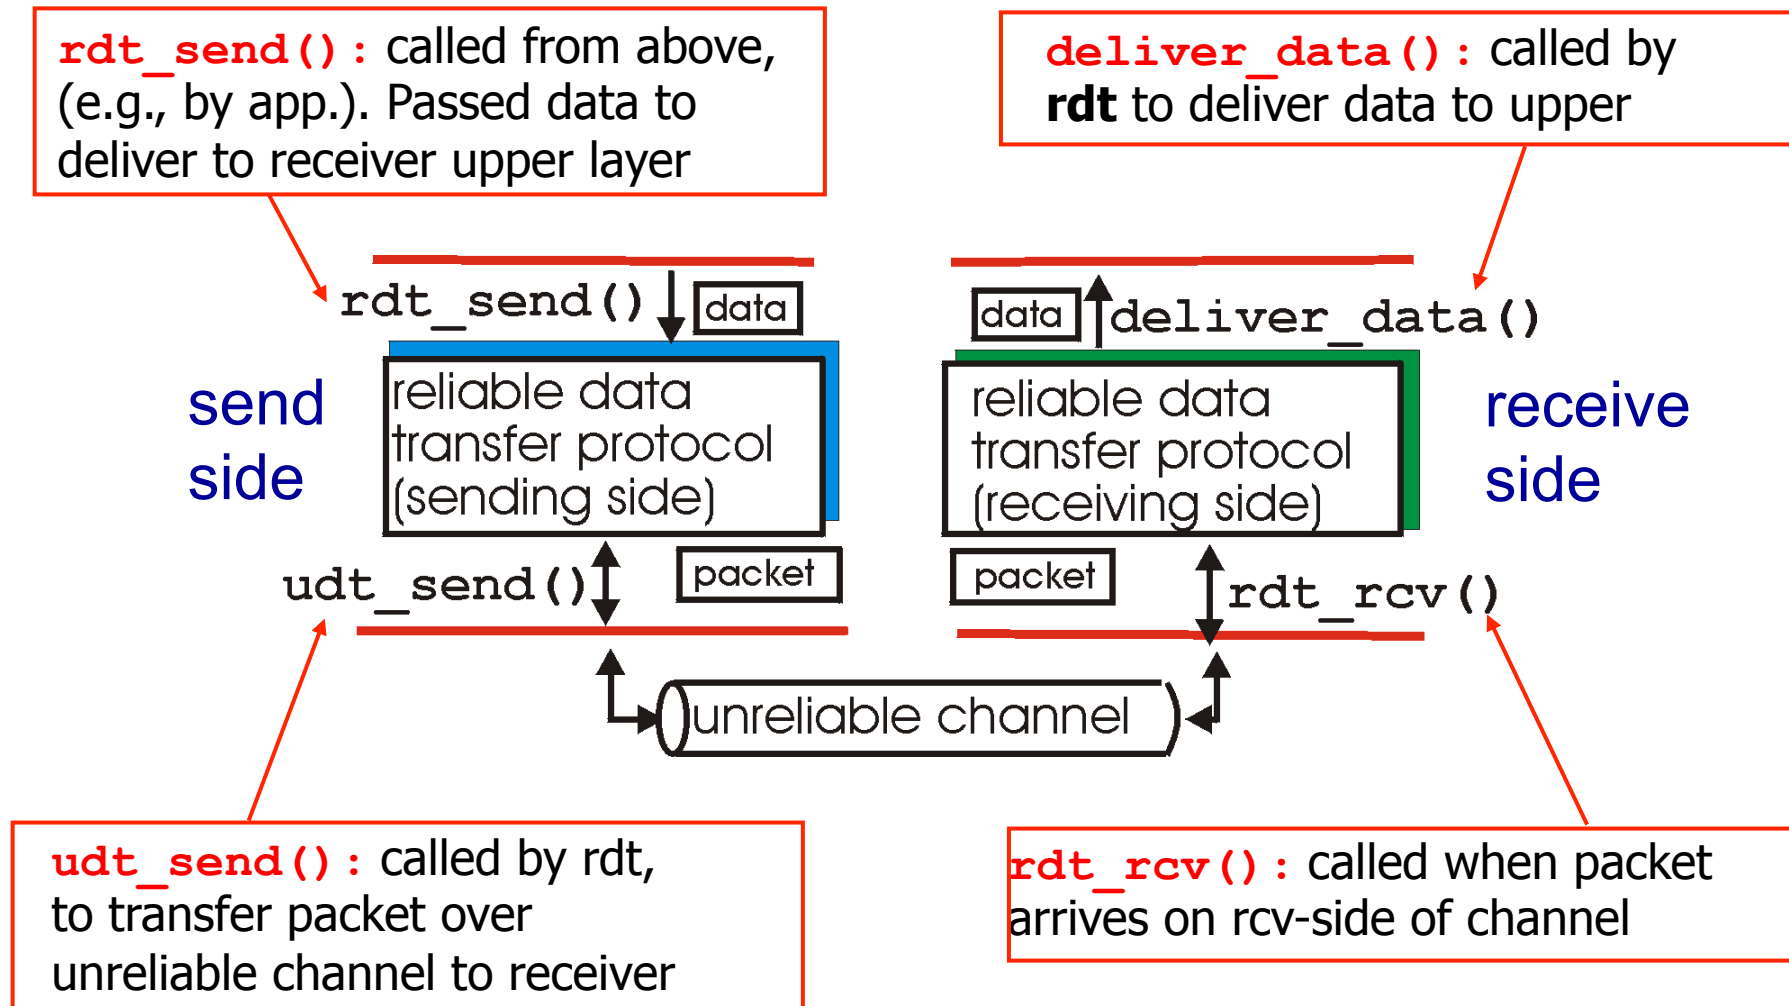 rdt_send(): called from above,
(e.g., by app.). Passed data to
deliver to receiver upper layer
deliver_data(): called by
rdt to deliver data to upper
rdt_send()
data
data
deliver_data()
send
side
reliable data
transfer protocol
(sending side)
reliable data
transfer protocol
(receiving side)
receive
side
udt_send()
packet
packet
rdt_rcv()
unreliable channel
udt_send(): called by rdt,
to transfer packet over
unreliable channel to receiver
rdt_rcv(): called when packet
arrives on rcv-side of channel